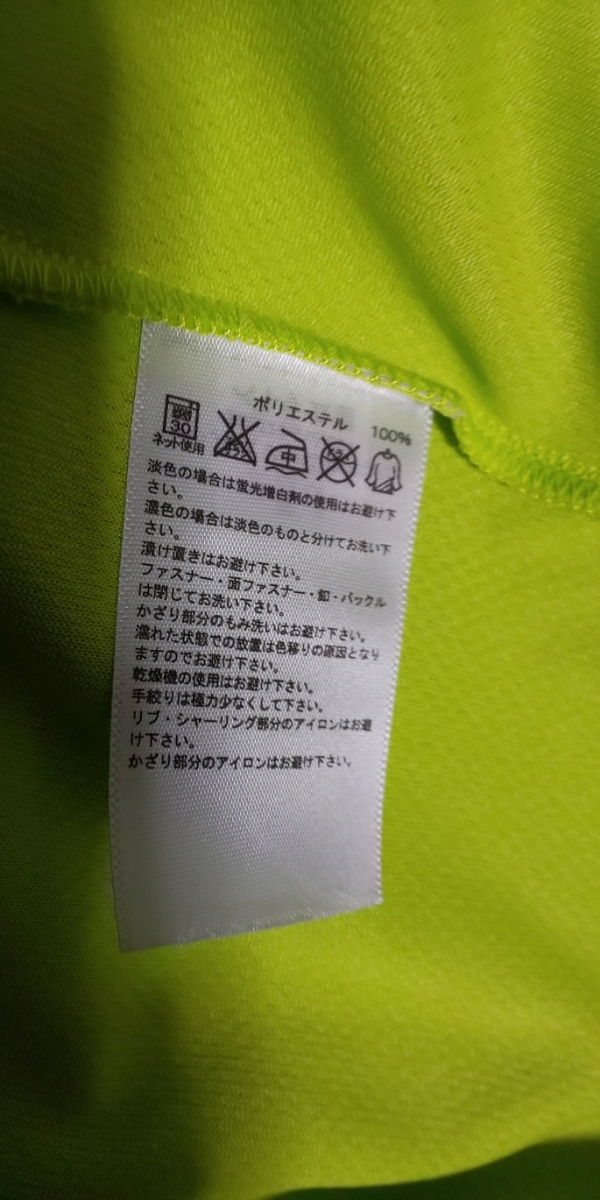 ポリエステル 100%
30
ネット使用
中
淡色の場合は蛍光増白剤の使用はお避け下
さい。
濃色の場合は淡色のものと分けてお洗い下
さい。
漬け置きはお避け下さい。
ファスナー・面ファスナー・釦・バックル
は閉じてお洗い下さい。
かざり部分のもみ洗いはお避け下さい。
濡れた状態での放置は色移りの原因となり
ますのでお避け下さい。
乾燥機の使用はお避け下さい。
手絞りは極力少なくして下さい。
リブ・シャーリング部分のアイロンはお避
け下さい。
かざり部分のアイロンはお避け下さい。